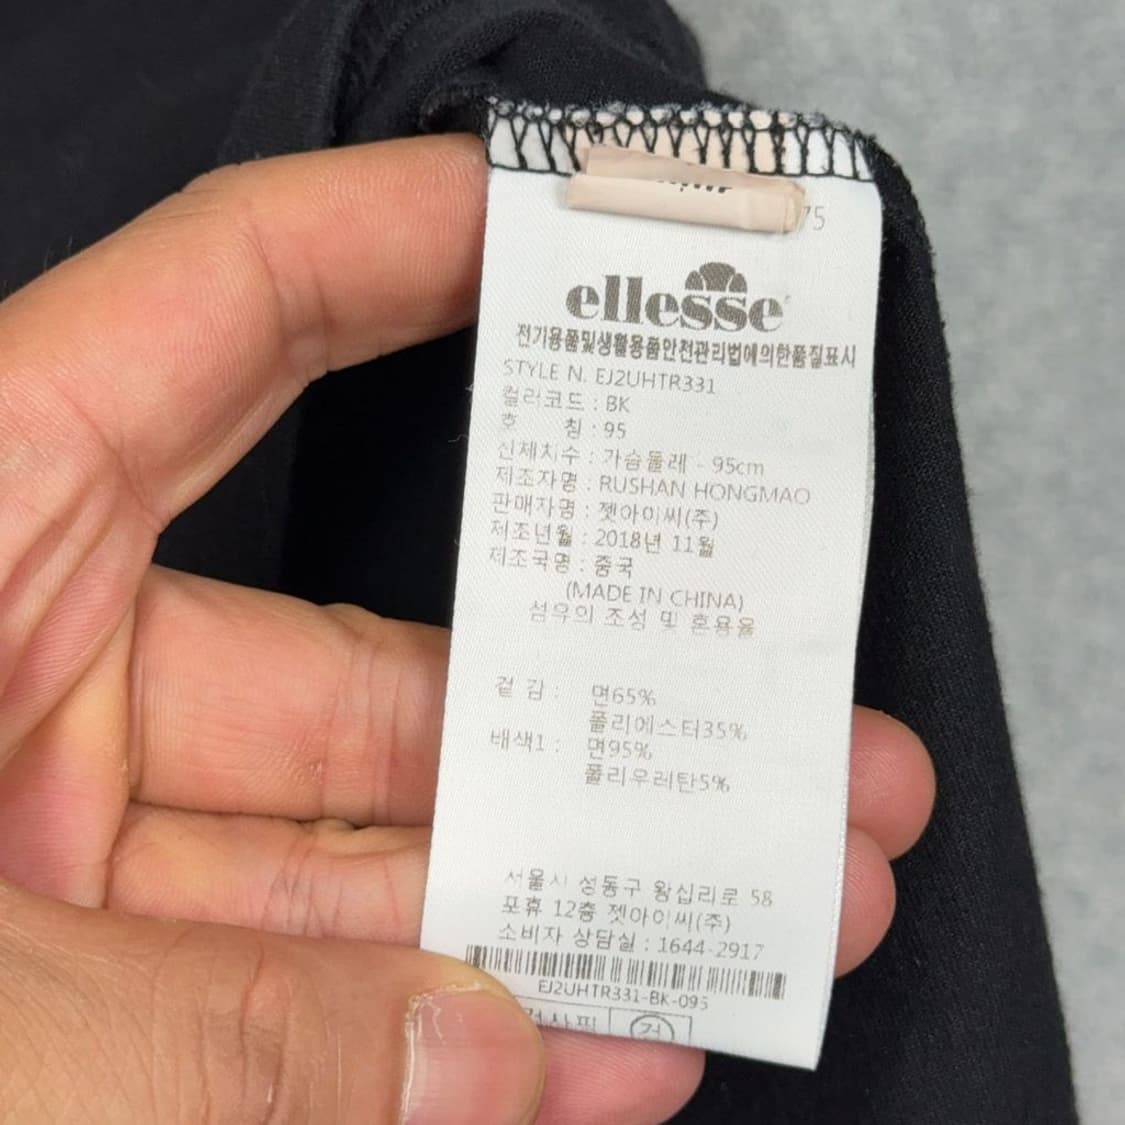 75
ellesse
전기용품및생활용품안전관리법에의한품질표시
STYLE N. EJ2UHTR331
컬러코드 : BK
호 칭 : 95
신체치수 : 가슴둘레 - 95cm
제조자명 : RUSHAN HONGMAO
판매자명 : 젯아이씨(주)
제조년월 : 2018년 11월
제조국명 : 중국
(MADE IN CHINA)
섬유의 조성 및 혼용율
겉 감 : 면65%
폴리에스터35%
배색1 : 면95%
폴리우레탄5%
서울시 성동구 왕십리로 58
포휴 12층 젯아이씨(주)
소비자 상담실 : 1644-2917
EJ2UHTR331-BK-095
검사필 검